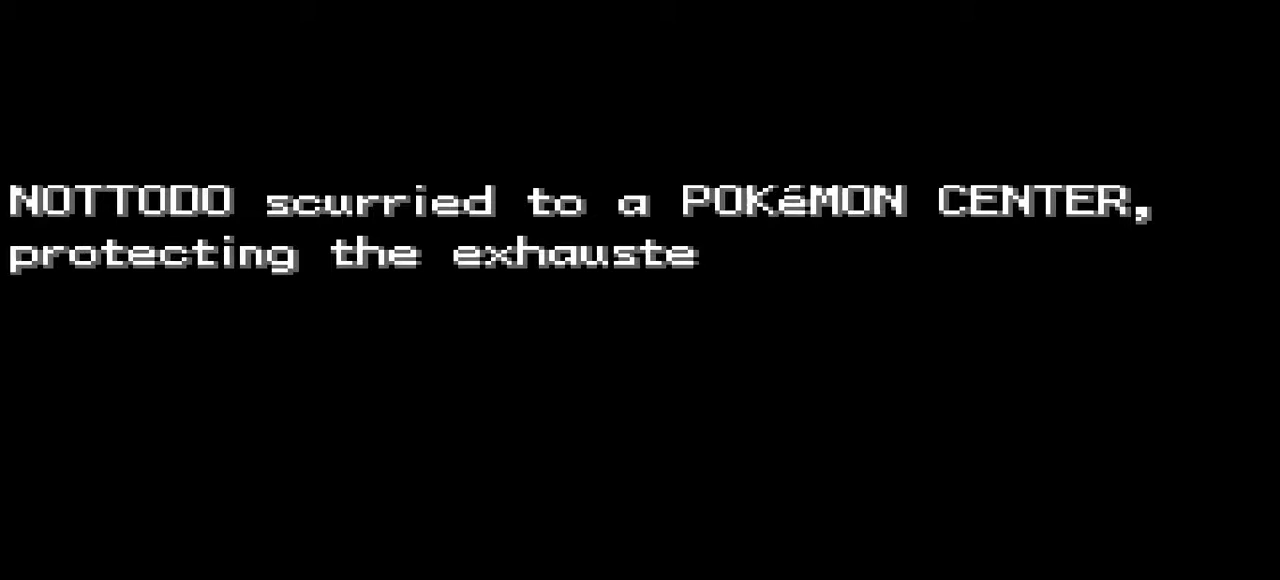 NOTTODO scurried to a POKéMON CENTER,
protecting the exhauste